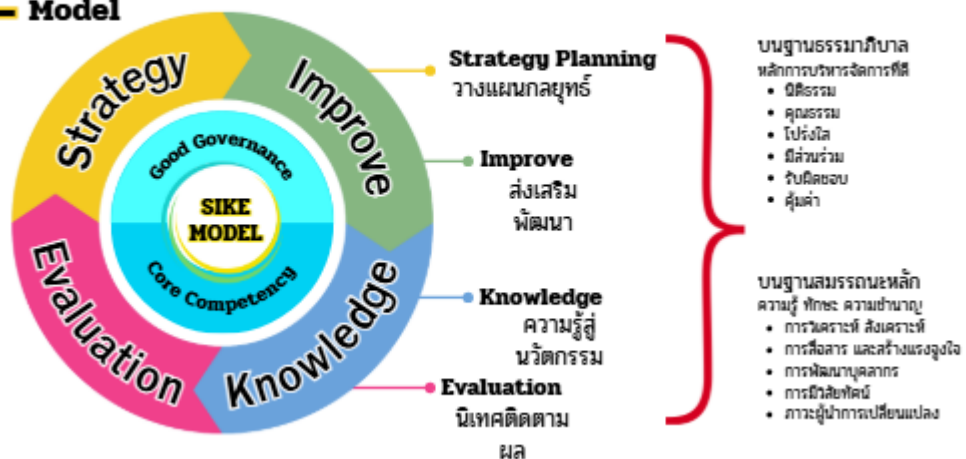 Model
Strategy
Improve
Knowledge
Evaluation
Good Governance
SIKE
MODEL
Core Competency
Strategy Planning
วางแผนกลยุทธ์
Improve
ส่งเสริม
พัฒนา
Knowledge
ความรู้สู่
นวัตกรรม
Evaluation
นิเทศติดตาม
ผล
บนฐานธรรมาภิบาล
หลักการบริหารจัดการที่ดี
• นิติธรรม
• คุณธรรม
• โปร่งใส
• มีส่วนร่วม
• รับผิดชอบ
• คุ้มค่า
บนฐานสมรรถนะหลัก
ความรู้ ทักษะ ความชำนาญ
• การวิเคราะห์ สังเคราะห์
• การสื่อสาร และสร้างแรงจูงใจ
• การพัฒนาบุคลากร
• การมีวิสัยทัศน์
• ภาวะผู้นำการเปลี่ยนแปลง